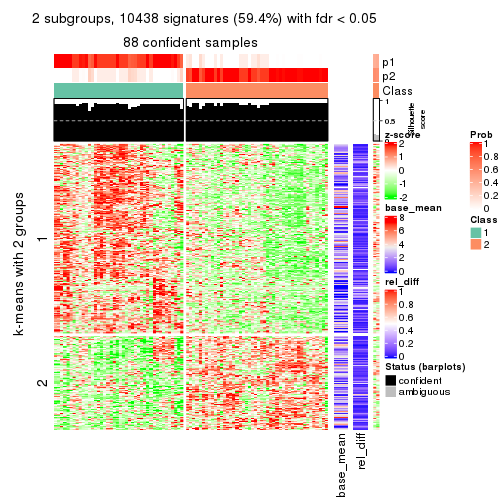 2 subgroups, 10438 signatures (59.4%) with fdr < 0.05
88 confident samples
p1
p2
Class
1
0.5
0
Silhouette
score
k-means with 2 groups
1
2
base_mean
rel_diff
z-score
2
1
0
-1
-2
base_mean
8
6
4
2
0
rel_diff
1
0.8
0.6
0.4
0.2
0
Status (barplots)
confident
ambiguous
Prob
1
0.8
0.6
0.4
0.2
0
Class
1
2